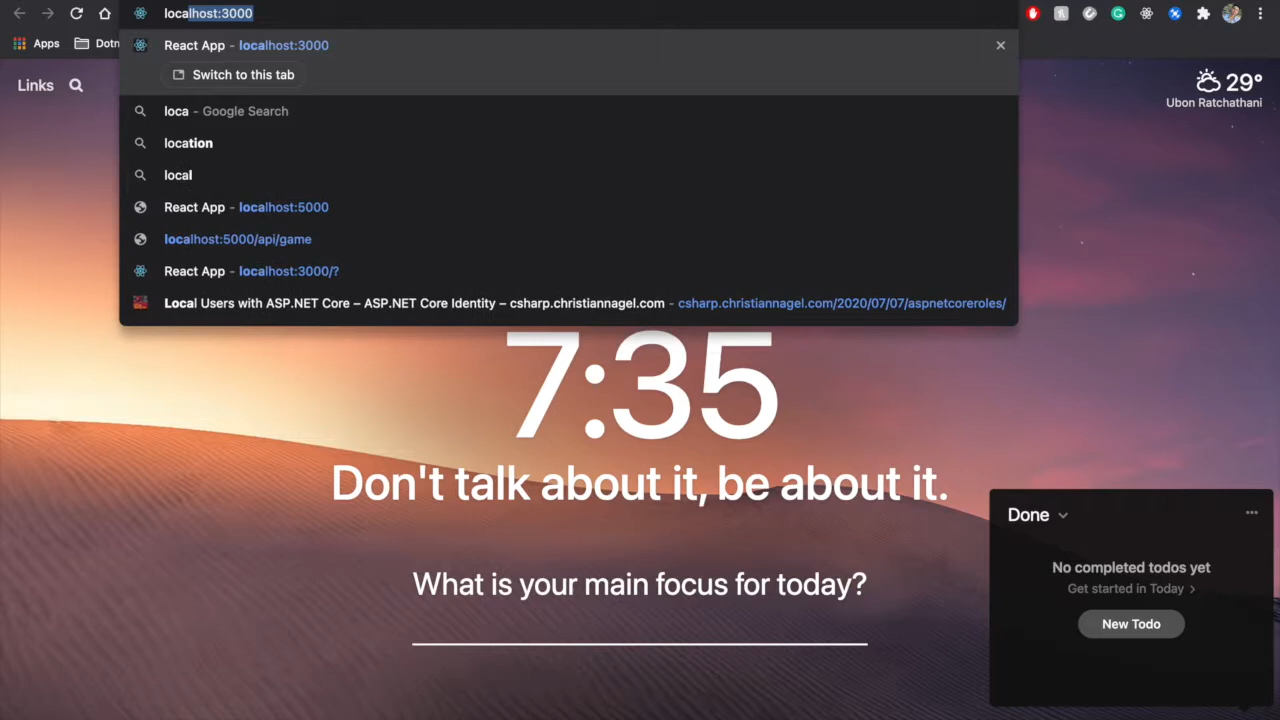 localhost:3000
Apps
Dotn
React App - localhost:3000
Switch to this tab
loca - Google Search
location
local
React App - localhost:5000
localhost:5000/api/game
React App - localhost:3000/?
Local Users with ASP.NET Core – ASP.NET Core Identity – csharp.christiannagel.com - csharp.christiannagel.com/2020/07/07/aspnetcoreroles/
Links
29°
Ubon Ratchathani
7:35
Don't talk about it, be about it.
What is your main focus for today?
Done
No completed todos yet
Get started in Today >
New Todo